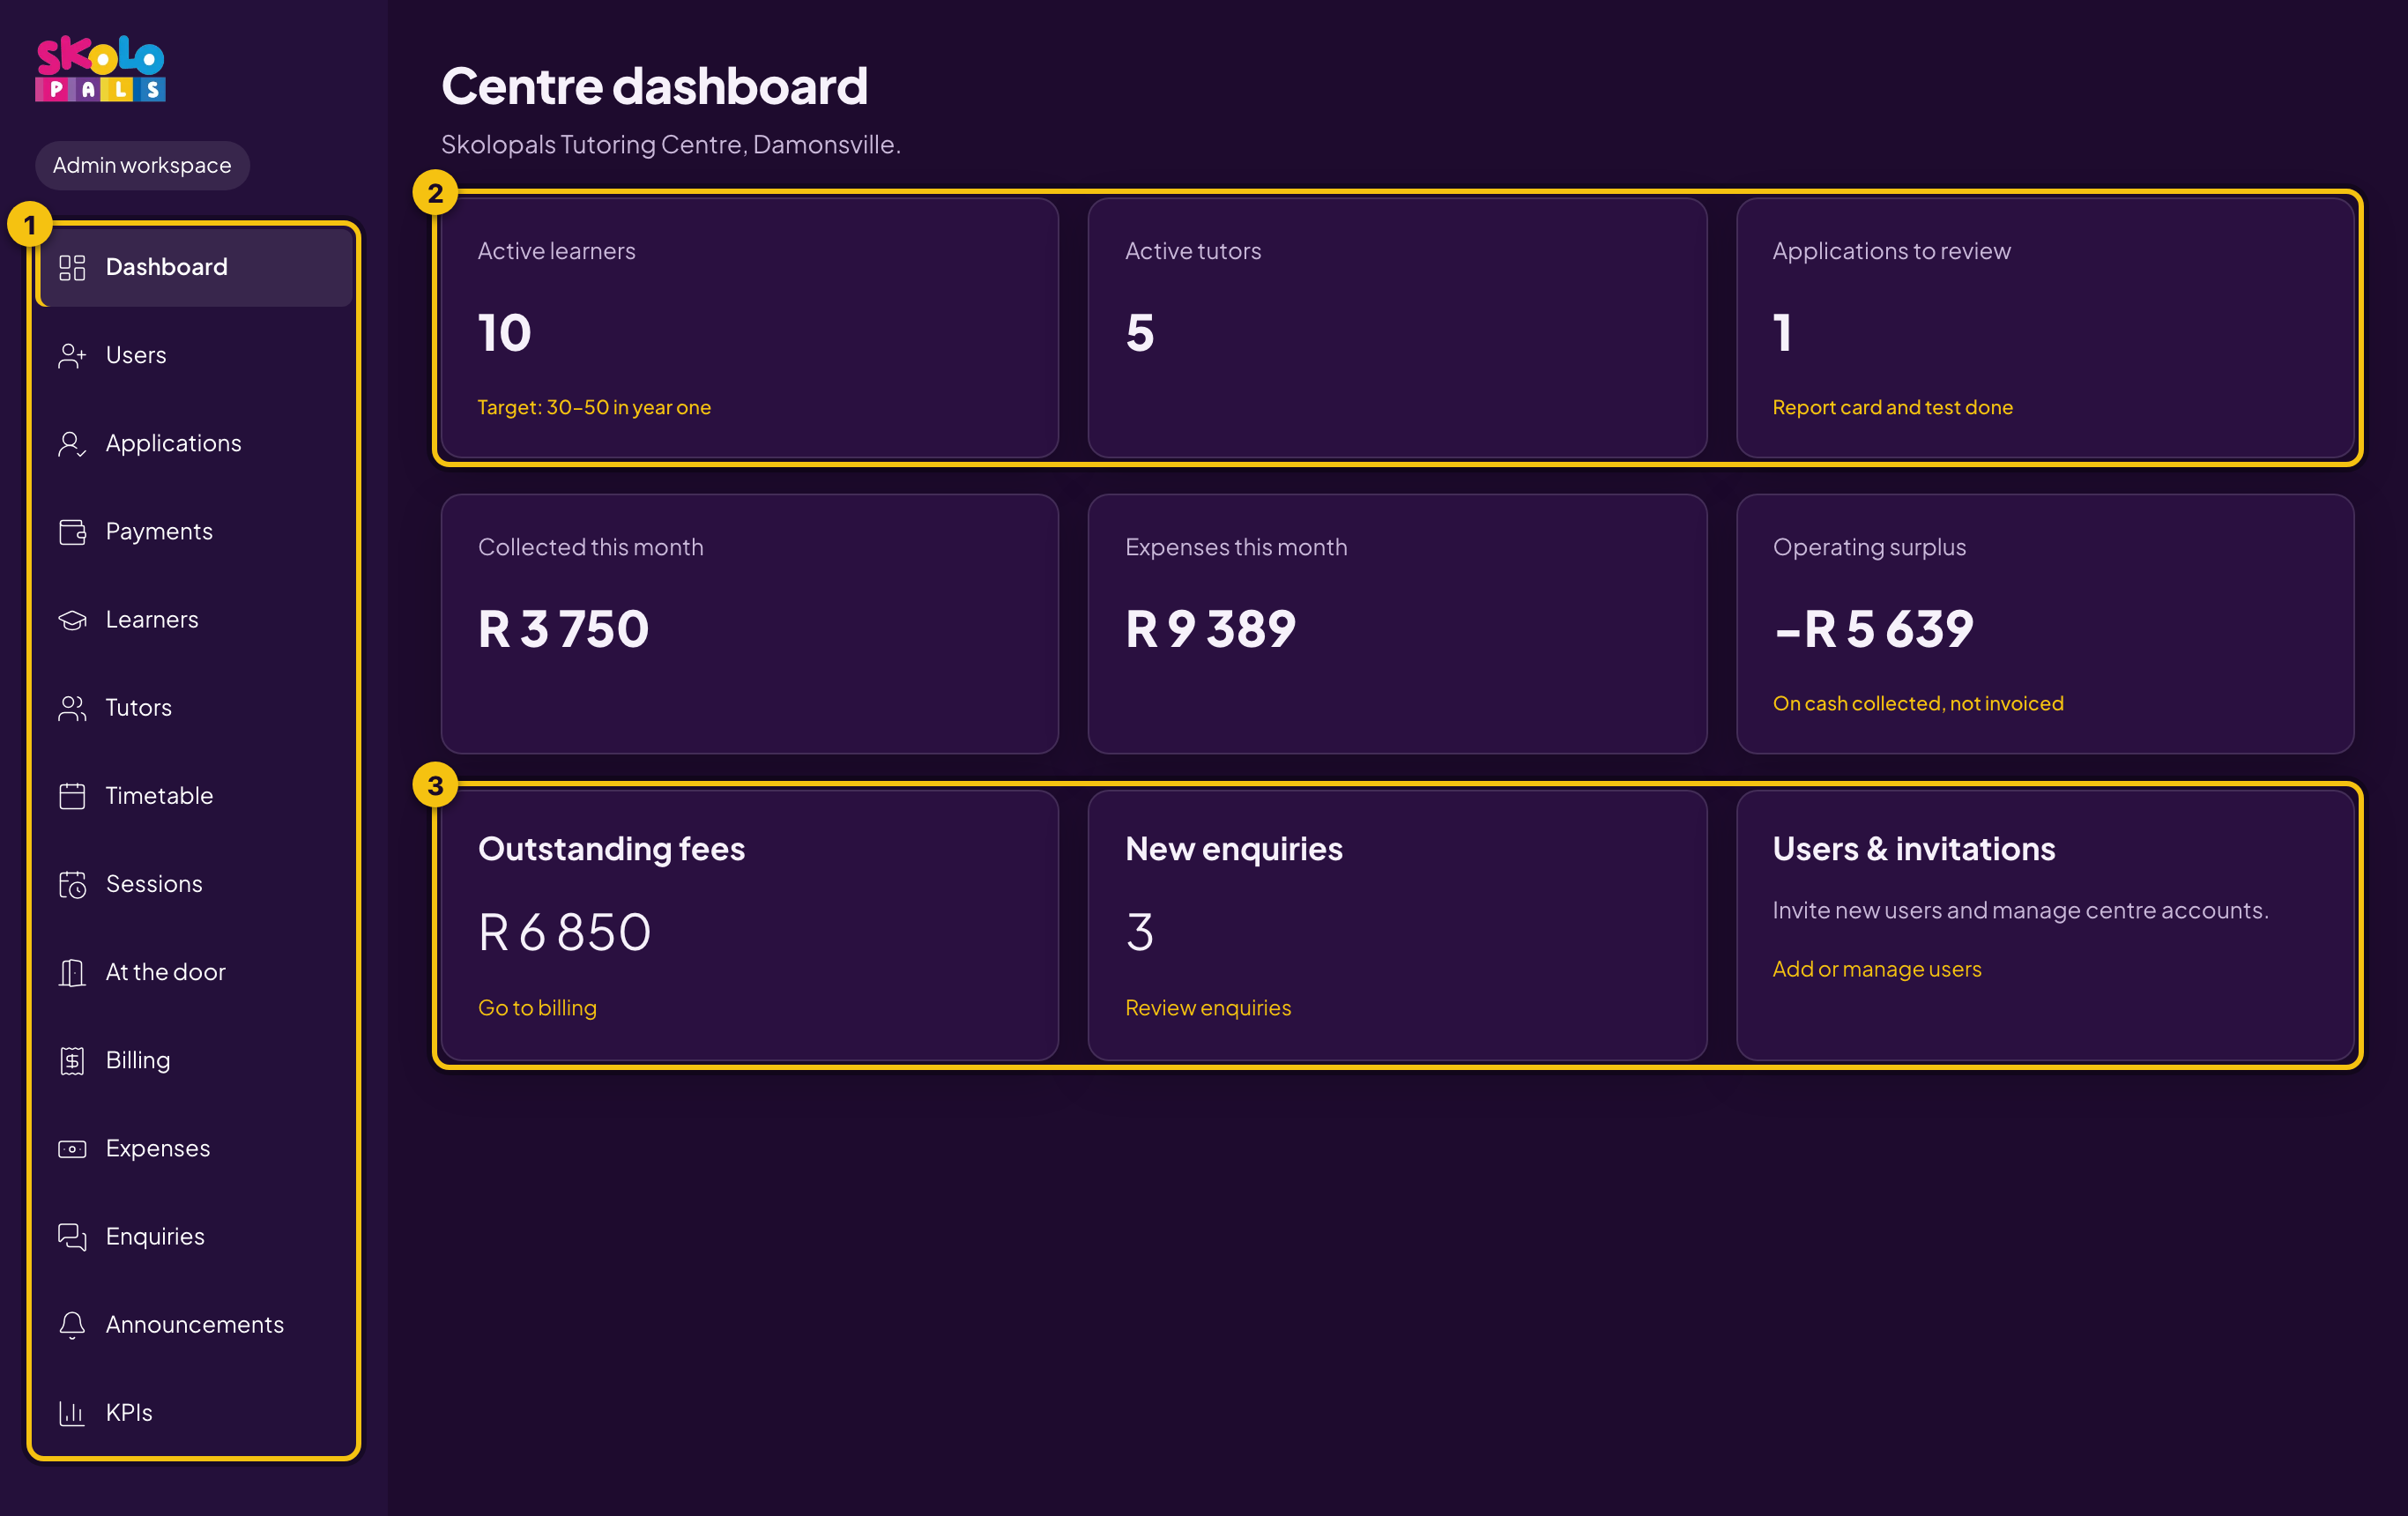 SKOLO
PALS
Admin workspace
1
Dashboard
Users
Applications
Payments
Learners
Tutors
Timetable
Sessions
At the door
Billing
Expenses
Enquiries
Announcements
KPIs
Centre dashboard
Skolopals Tutoring Centre, Damonsville.
2
Active learners
10
Target: 30–50 in year one
Active tutors
5
Applications to review
1
Report card and test done
Collected this month
R 3 750
Expenses this month
R 9 389
Operating surplus
−R 5 639
On cash collected, not invoiced
3
Outstanding fees
R 6 850
Go to billing
New enquiries
3
Review enquiries
Users & invitations
Invite new users and manage centre accounts.
Add or manage users